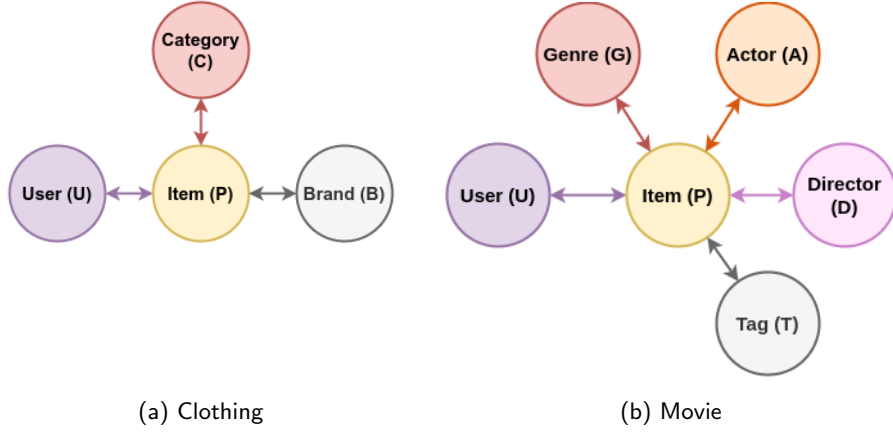 Category
(C)
User (U)
Item (P)
Brand (B)
(a) Clothing
Genre (G)
Actor (A)
User (U)
Item (P)
Director
(D)
Tag (T)
(b) Movie